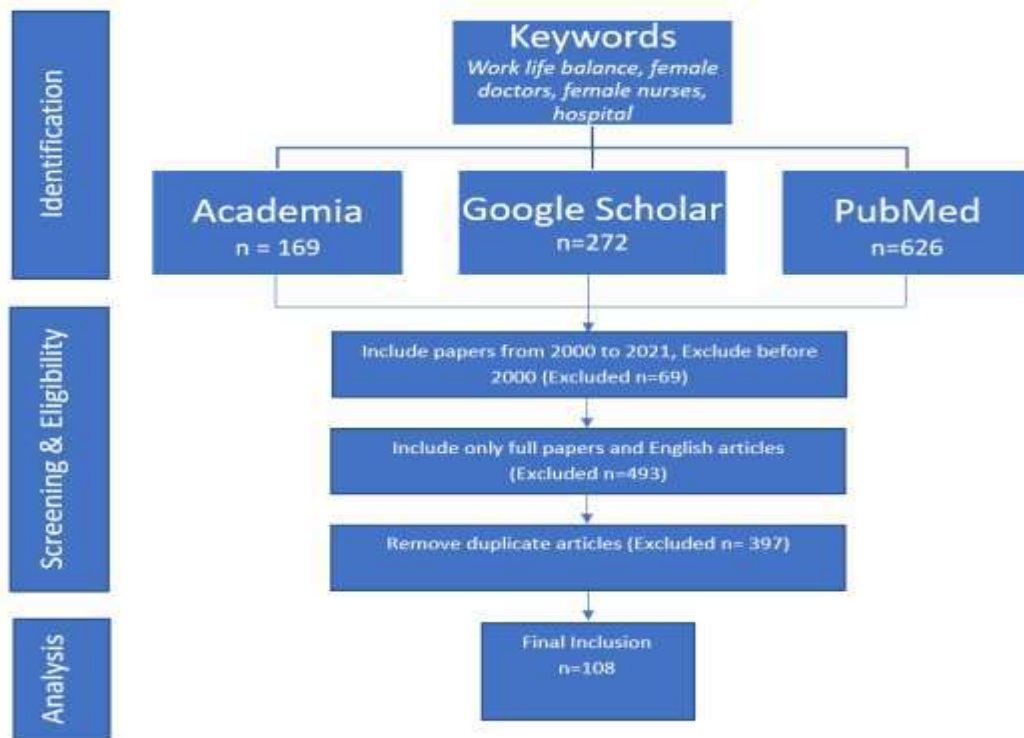 Identification
Keywords
Work life balance, female
doctors, female nurses,
hospital
Academia
n = 169
Google Scholar
n=272
PubMed
n=626
Screening & Eligibility
Include papers from 2000 to 2021, Exclude before
2000 (Excluded n=69)
Include only full papers and English articles
(Excluded n=493)
Remove duplicate articles (Excluded n= 397)
Analysis
Final Inclusion
n=108